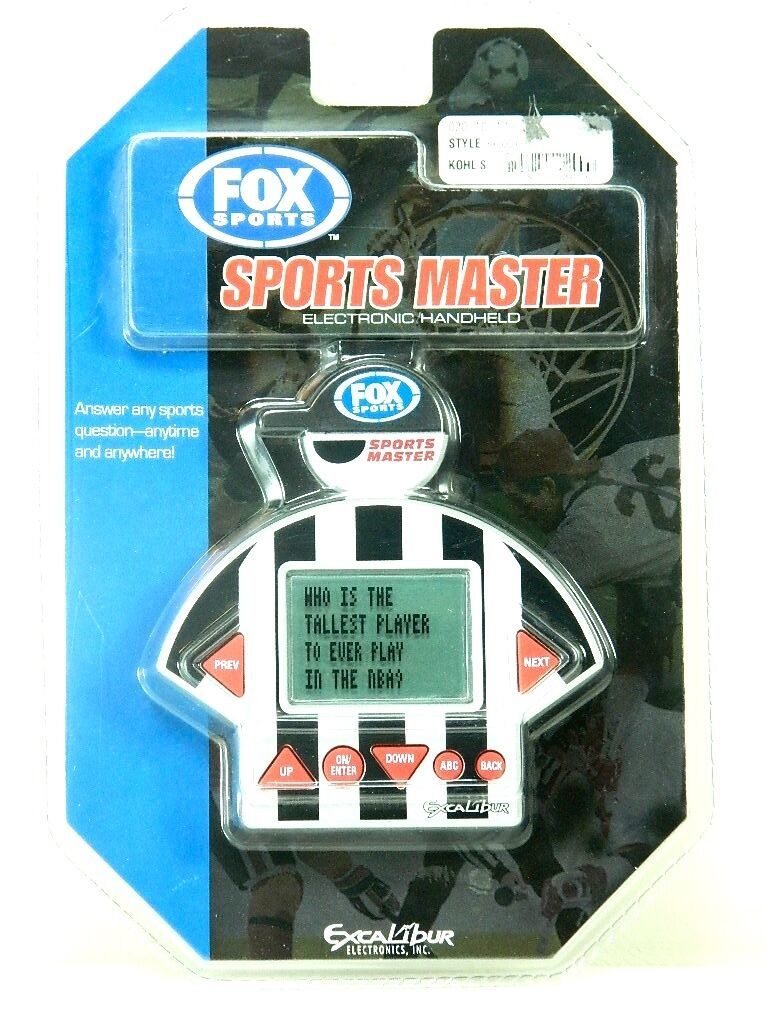 STYLE
KOHL'S
FOX
SPORTS
TM
SPORTS MASTER
ELECTRONIC HANDHELD
Answer any sports
question—anytime
and anywhere!
FOX
SPORTS
SPORTS
MASTER
WHO IS THE
TALLEST PLAYER
TO EVER PLAY
IN THE NBA?
PREV
NEXT
UP
ON/
ENTER
DOWN
ABC
BACK
EXCALIBUR
EXCALIBUR
ELECTRONICS, INC.